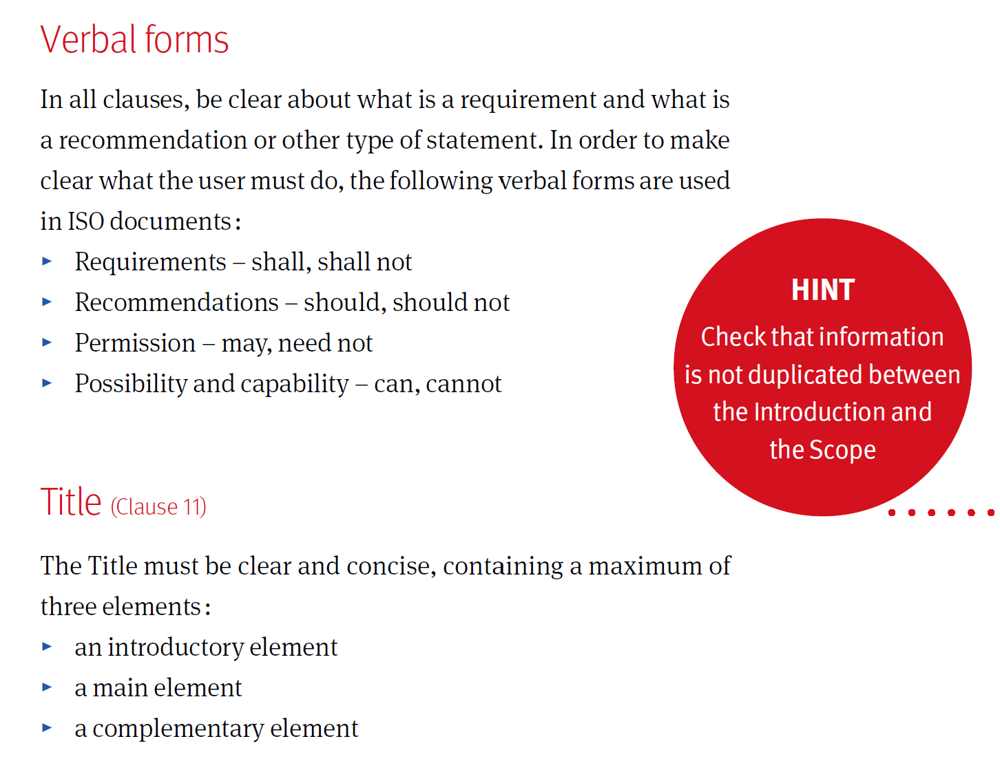 Verbal forms
In all clauses, be clear about what is a requirement and what is
a recommendation or other type of statement. In order to make
clear what the user must do, the following verbal forms are used
in ISO documents :
▸ Requirements – shall, shall not
▸ Recommendations – should, should not
▸ Permission – may, need not
▸ Possibility and capability – can, cannot
HINT
Check that information
is not duplicated between
the Introduction and
the Scope
Title (Clause 11)
The Title must be clear and concise, containing a maximum of
three elements :
▸ an introductory element
▸ a main element
▸ a complementary element